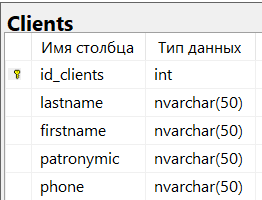 Clients
Имя столбца Тип данных
id_clients int
lastname nvarchar(50)
firstname nvarchar(50)
patronymic nvarchar(50)
phone nvarchar(50)